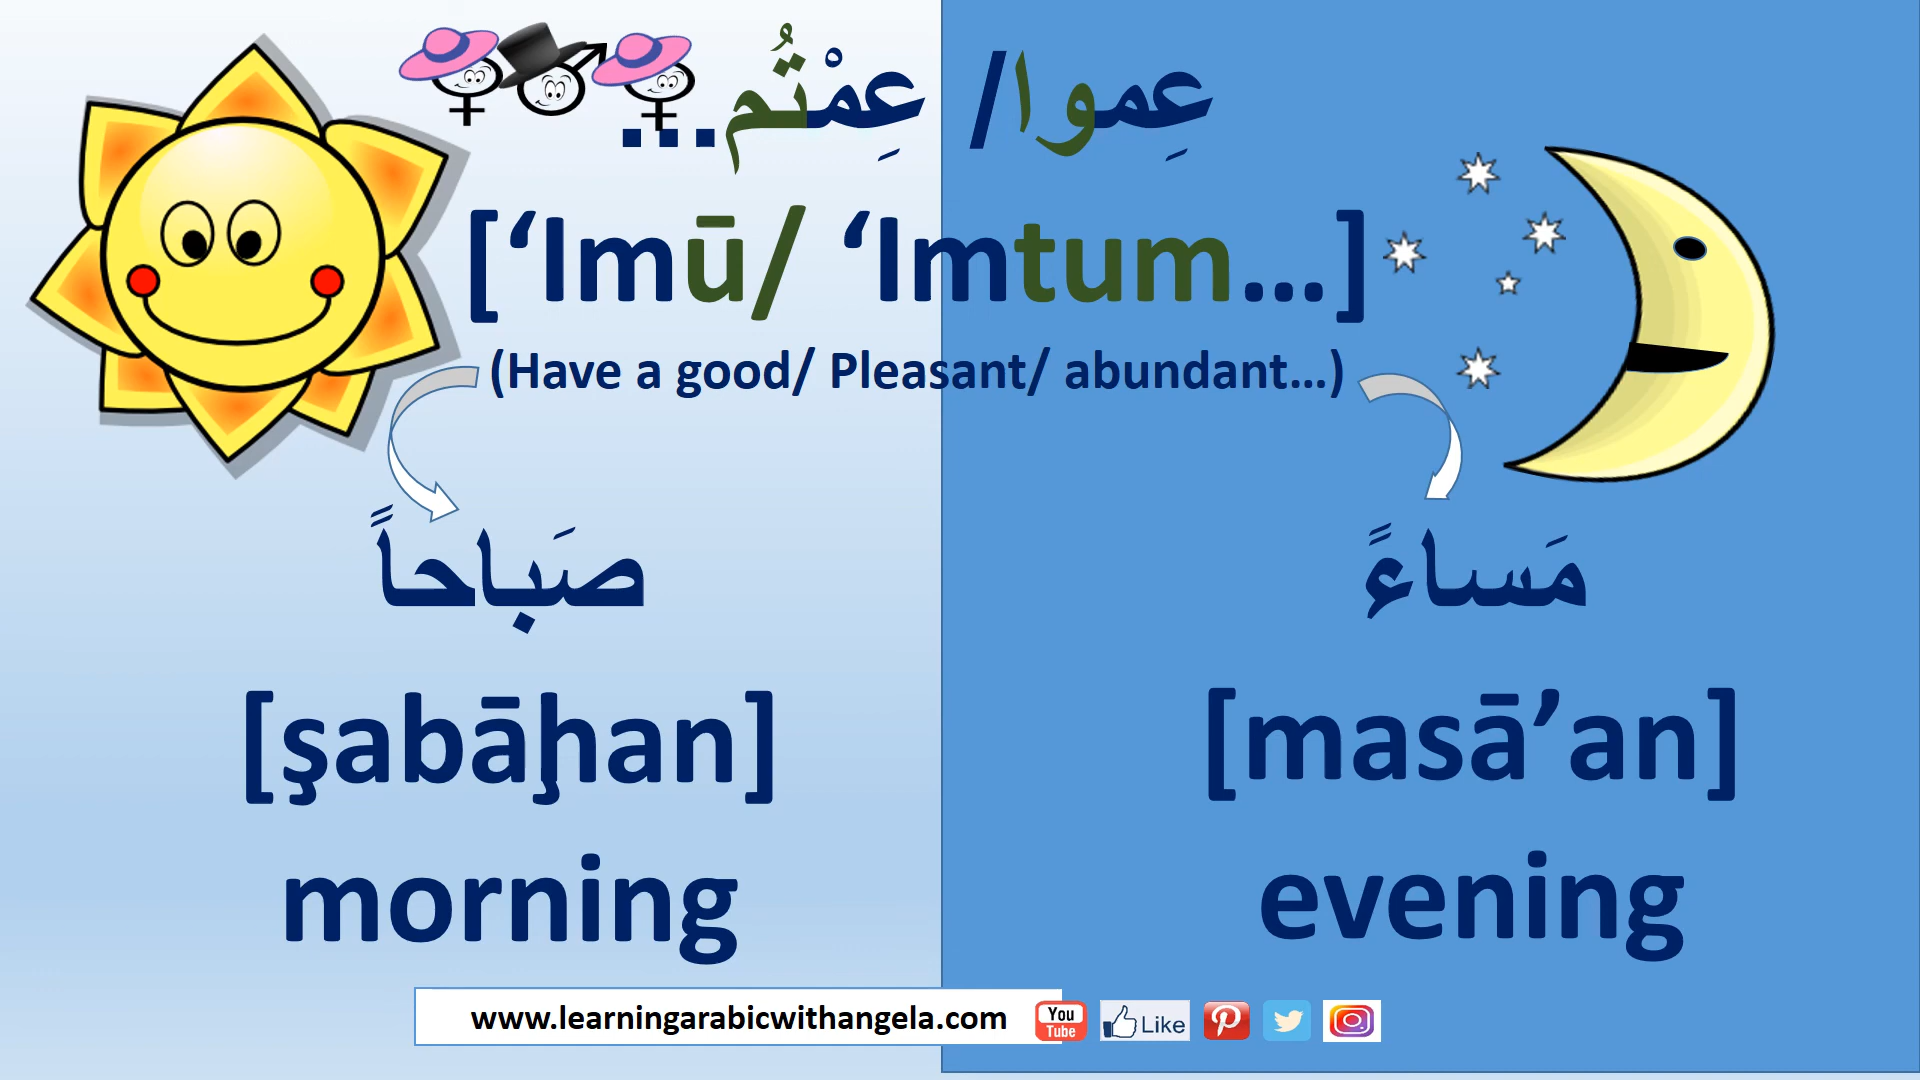 عِموا/ عِمْتُم...
[‘Imū/ ‘Imtum...]
(Have a good/ Pleasant/ abundant...)
صَباحاً
[şabāḩan]
morning
مَساءً
[masā’an]
evening
www.learningarabicwithangela.com
You
Tube
Like